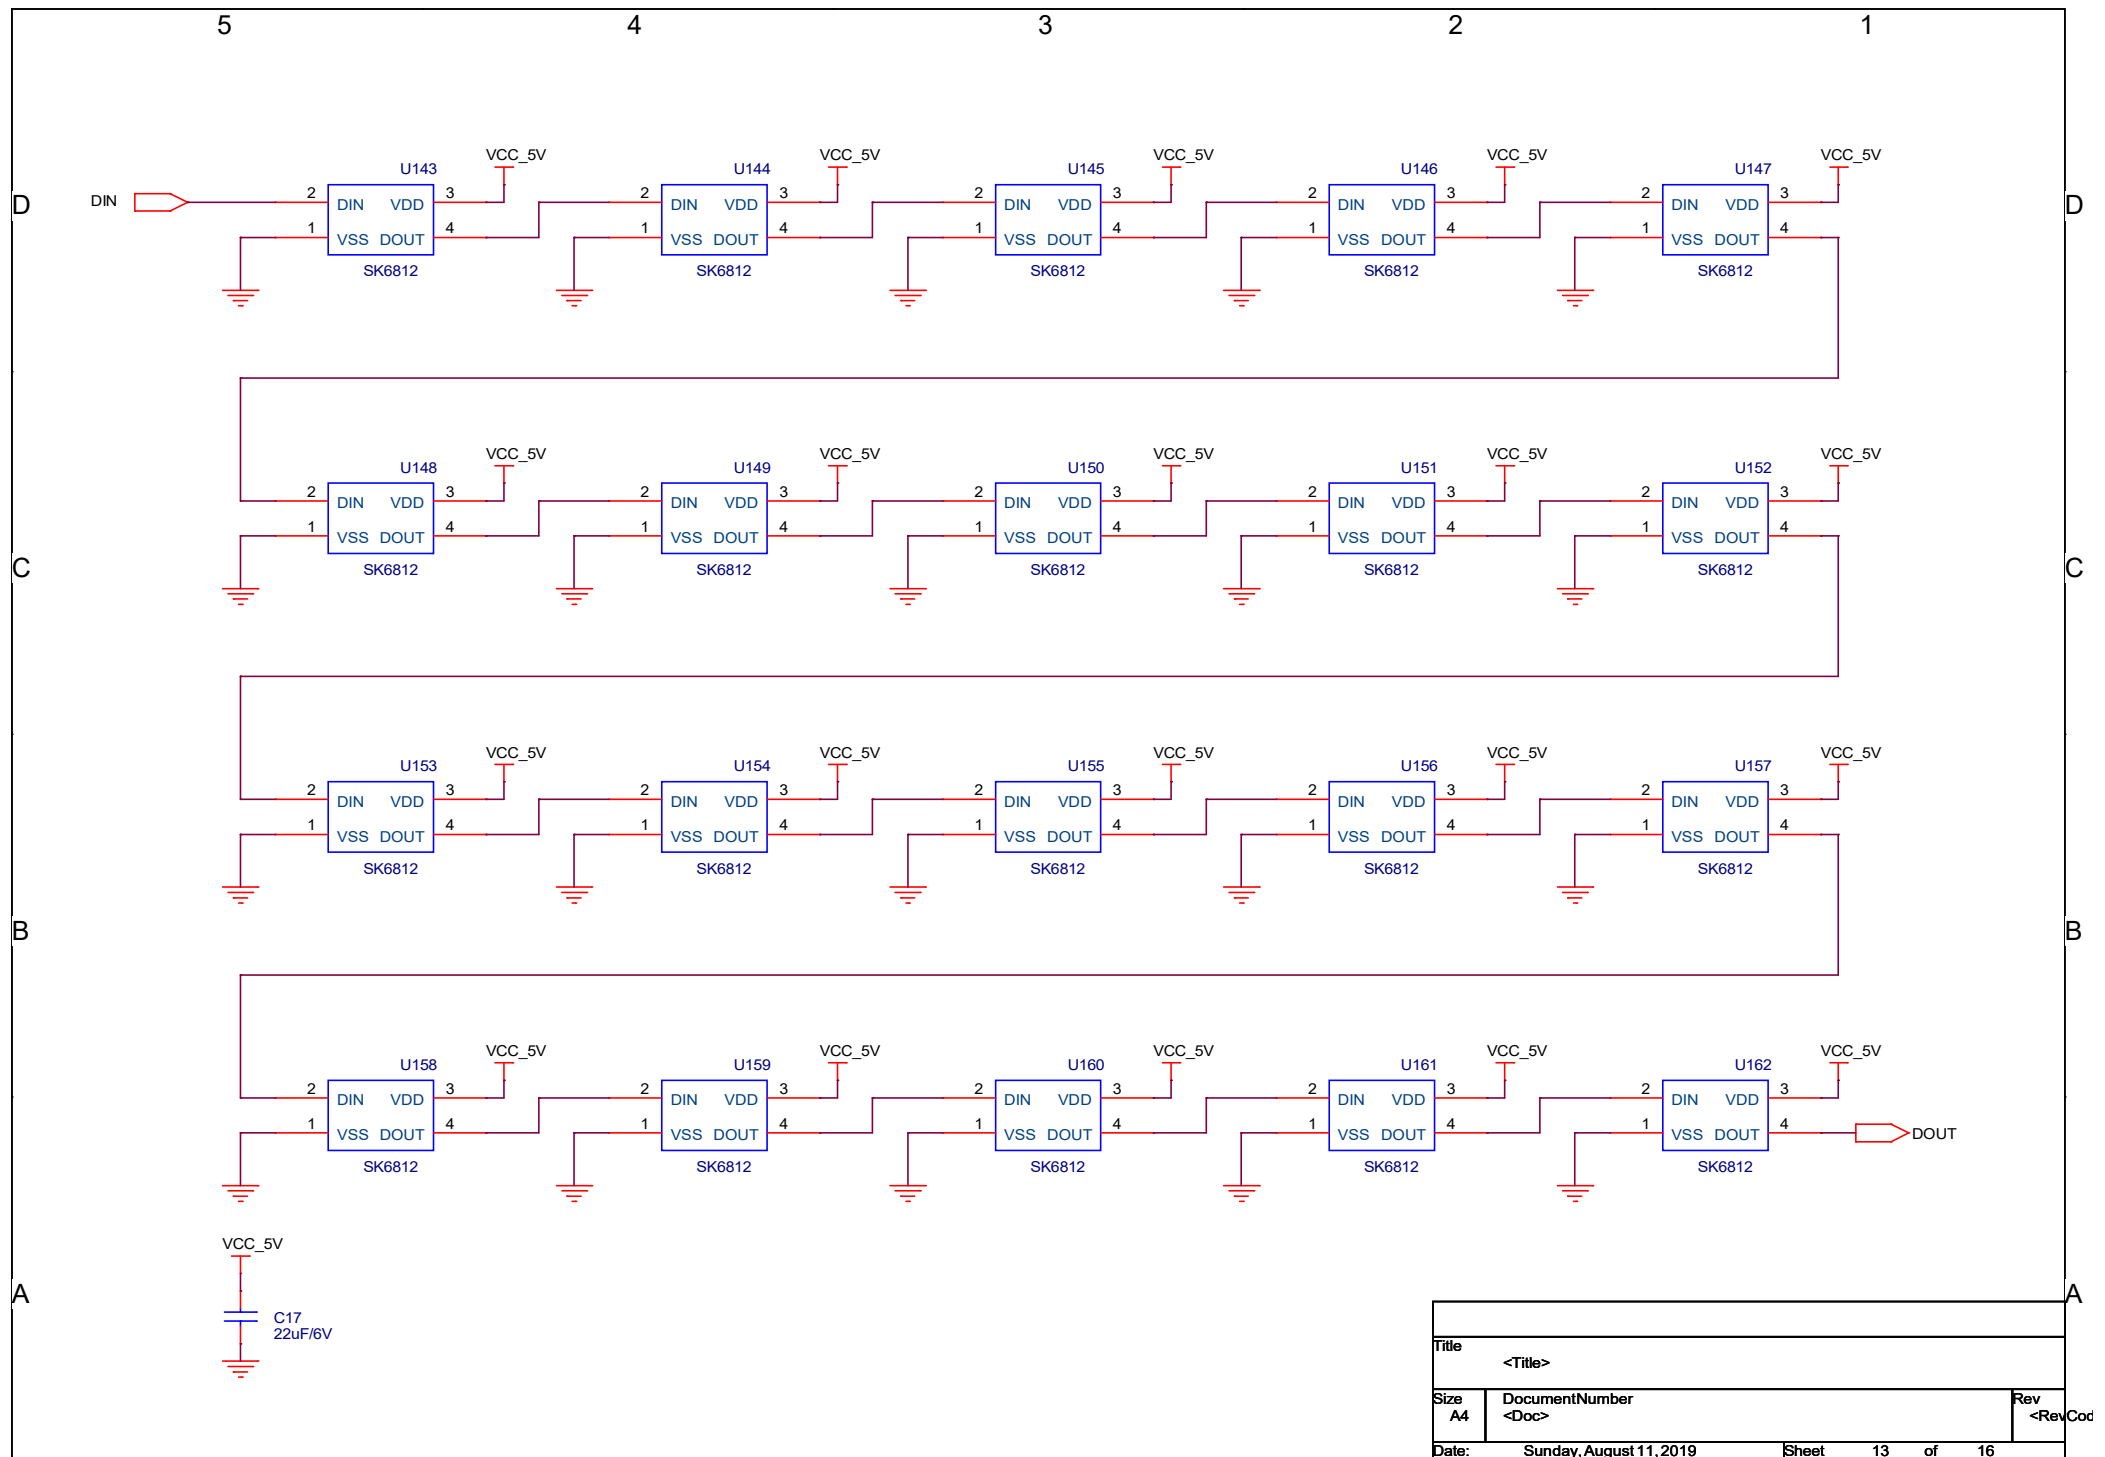 5 4 3 2 1
VCC_5V VCC_5V VCC_5V VCC_5V VCC_5V
U143 U144 U145 U146 U147
D DIN 2 DIN VDD 3 2 DIN VDD 3 2 DIN VDD 3 2 DIN VDD 3 2 DIN VDD 3 D
1 VSS DOUT 4 1 VSS DOUT 4 1 VSS DOUT 4 1 VSS DOUT 4 1 VSS DOUT 4
SK6812 SK6812 SK6812 SK6812 SK6812
VCC_5V VCC_5V VCC_5V VCC_5V VCC_5V
U148 U149 U150 U151 U152
2 DIN VDD 3 2 DIN VDD 3 2 DIN VDD 3 2 DIN VDD 3 2 DIN VDD 3
1 VSS DOUT 4 1 VSS DOUT 4 1 VSS DOUT 4 1 VSS DOUT 4 1 VSS DOUT 4
C SK6812 SK6812 SK6812 SK6812 SK6812 C
VCC_5V VCC_5V VCC_5V VCC_5V VCC_5V
U153 U154 U155 U156 U157
2 DIN VDD 3 2 DIN VDD 3 2 DIN VDD 3 2 DIN VDD 3 2 DIN VDD 3
1 VSS DOUT 4 1 VSS DOUT 4 1 VSS DOUT 4 1 VSS DOUT 4 1 VSS DOUT 4
SK6812 SK6812 SK6812 SK6812 SK6812
B B
VCC_5V VCC_5V VCC_5V VCC_5V VCC_5V
U158 U159 U160 U161 U162
2 DIN VDD 3 2 DIN VDD 3 2 DIN VDD 3 2 DIN VDD 3 2 DIN VDD 3
1 VSS DOUT 4 1 VSS DOUT 4 1 VSS DOUT 4 1 VSS DOUT 4 1 VSS DOUT 4 DOUT
SK6812 SK6812 SK6812 SK6812 SK6812
VCC_5V
A A
C17
22uF/6V
Title
<Title>
Size DocumentNumber Rev
A4 <Doc> <RevCod
Date: Sunday, August 11, 2019 Sheet 13 of 16